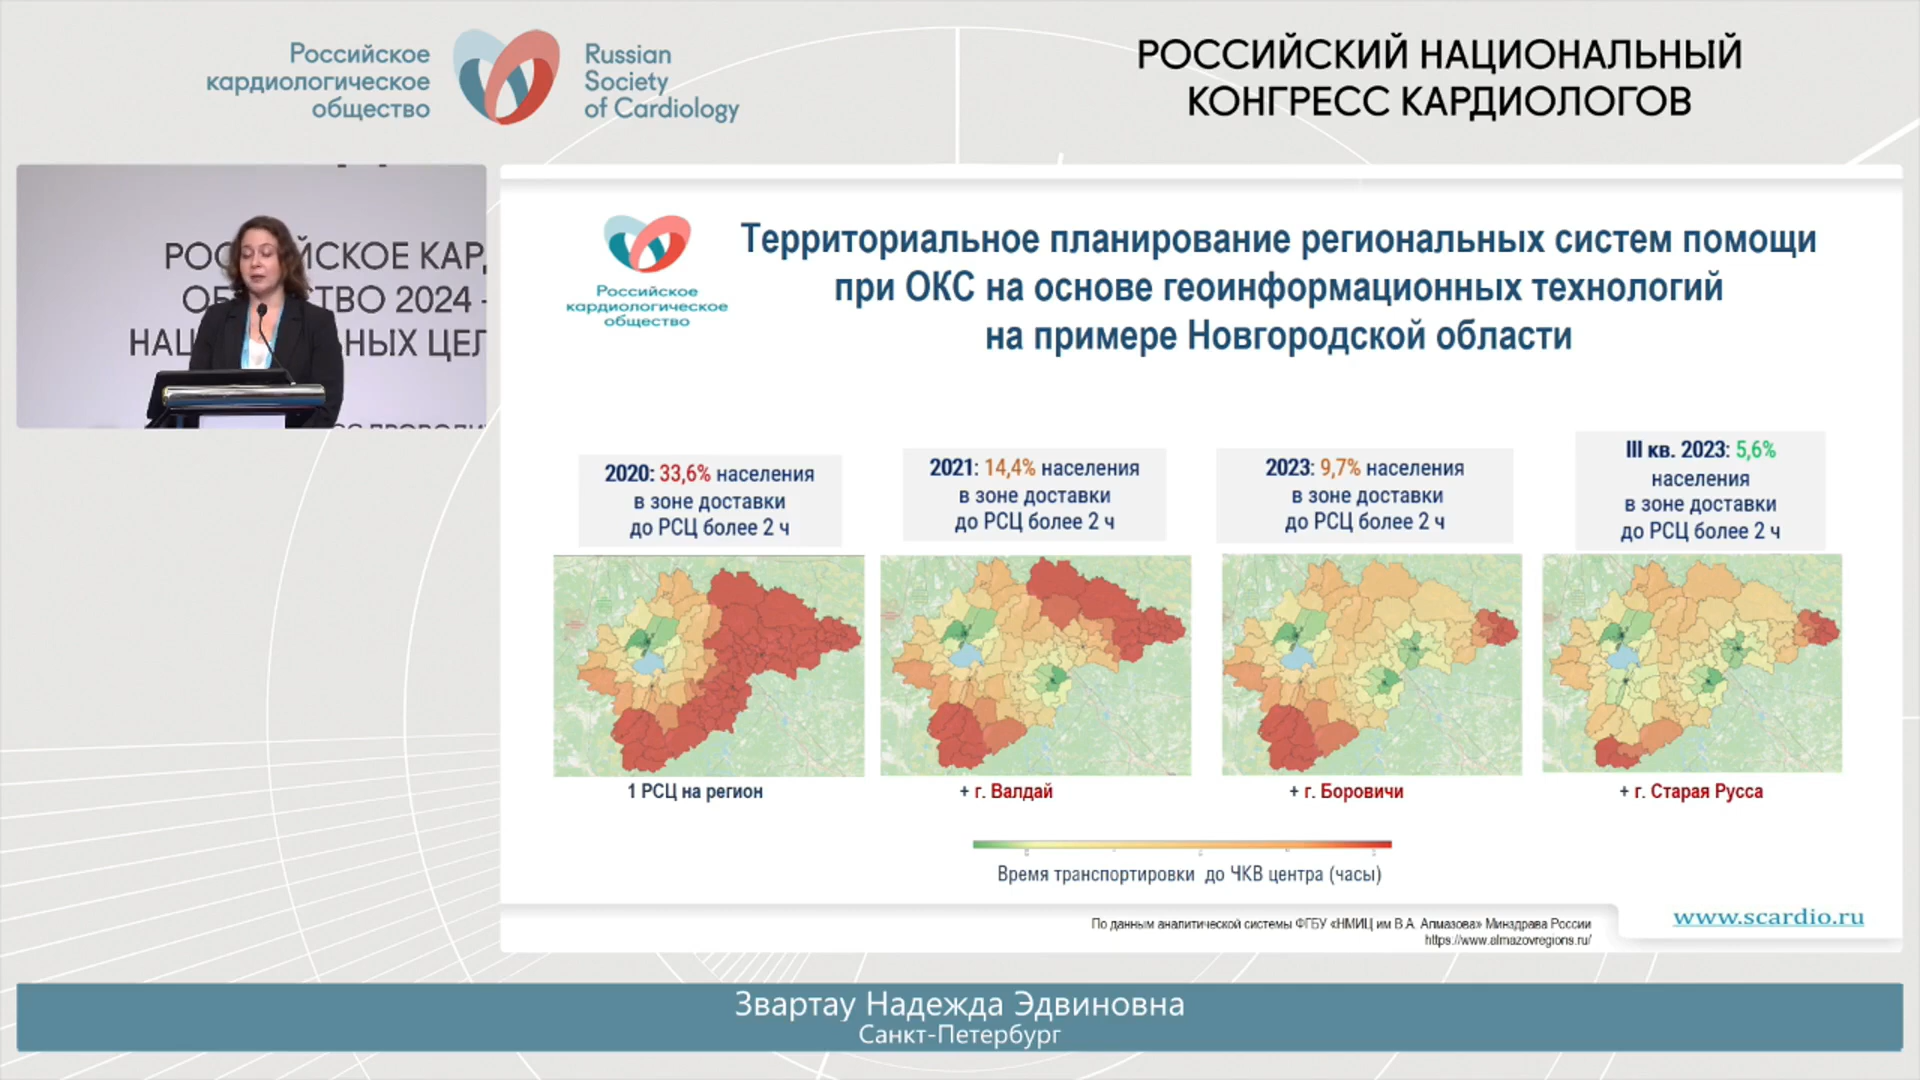 Российское
кардиологическое
общество
Russian
Society
of Cardiology
РОССИЙСКИЙ НАЦИОНАЛЬНЫЙ
КОНГРЕСС КАРДИОЛОГОВ
РОССИЙСКОЕ КАР
ОБ ТВО 2024 -
НАЦ НЫХ ЦЕЛ
Российское
кардиологическое
общество
Территориальное планирование региональных систем помощи
при ОКС на основе геоинформационных технологий
на примере Новгородской области
2020: 33,6% населения
в зоне доставки
до РСЦ более 2 ч
2021: 14,4% населения
в зоне доставки
до РСЦ более 2 ч
2023: 9,7% населения
в зоне доставки
до РСЦ более 2 ч
III кв. 2023: 5,6%
населения
в зоне доставки
до РСЦ более 2 ч
1 РСЦ на регион
+ г. Валдай
+ г. Боровичи
+ г. Старая Русса
Время транспортировки до ЧКВ центра (часы)
По данным аналитической системы ФГБУ «НМИЦ им В.А. Алмазова» Минздрава России
https://www.almazovregions.ru/
www.scardio.ru
Звартау Надежда Эдвиновна
Санкт-Петербург